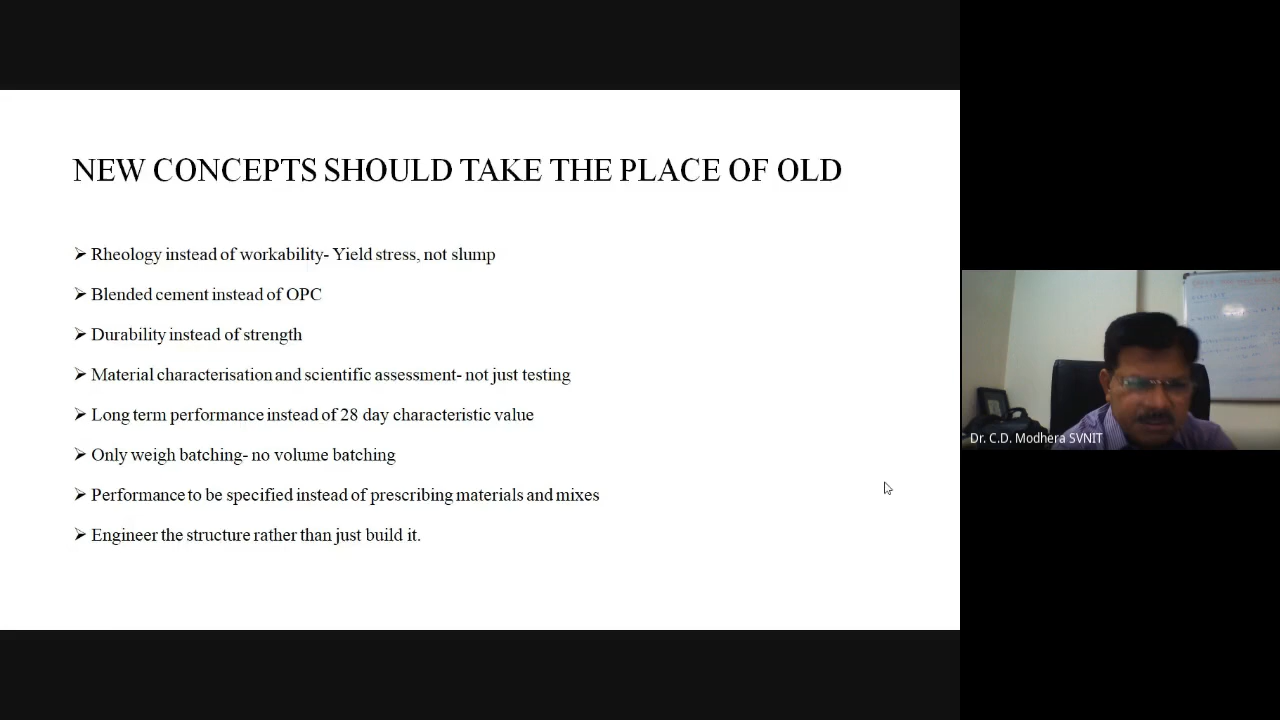 NEW CONCEPTS SHOULD TAKE THE PLACE OF OLD
➢ Rheology instead of workability- Yield stress, not slump
➢ Blended cement instead of OPC
➢ Durability instead of strength
➢ Material characterisation and scientific assessment- not just testing
➢ Long term performance instead of 28 day characteristic value
➢ Only weigh batching- no volume batching
➢ Performance to be specified instead of prescribing materials and mixes
➢ Engineer the structure rather than just build it.
Dr. C.D. Modhera SVNIT